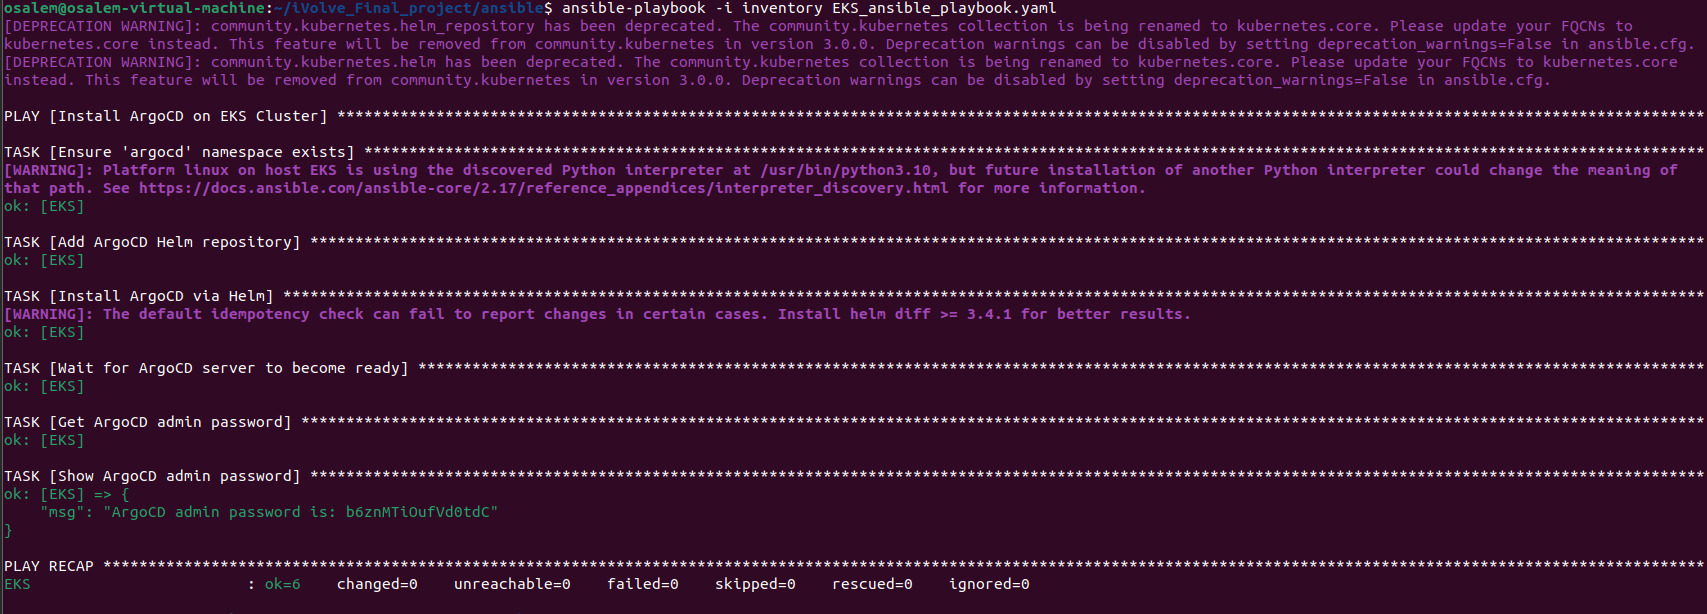 osalem@osalem-virtual-machine:~/iVolve_Final_project/ansible$ ansible-playbook -i inventory EKS_ansible_playbook.yaml
[DEPRECATION WARNING]: community.kubernetes.helm_repository has been deprecated. The community.kubernetes collection is being renamed to kubernetes.core. Please update your FQCNs to
kubernetes.core instead. This feature will be removed from community.kubernetes in version 3.0.0. Deprecation warnings can be disabled by setting deprecation_warnings=False in ansible.cfg.
[DEPRECATION WARNING]: community.kubernetes.helm has been deprecated. The community.kubernetes collection is being renamed to kubernetes.core. Please update your FQCNs to kubernetes.core
instead. This feature will be removed from community.kubernetes in version 3.0.0. Deprecation warnings can be disabled by setting deprecation_warnings=False in ansible.cfg.
PLAY [Install ArgoCD on EKS Cluster] ********************************************************************************************************************************************************
TASK [Ensure 'argocd' namespace exists] *****************************************************************************************************************************************************
[WARNING]: Platform linux on host EKS is using the discovered Python interpreter at /usr/bin/python3.10, but future installation of another Python interpreter could change the meaning of
that path. See https://docs.ansible.com/ansible-core/2.17/reference_appendices/interpreter_discovery.html for more information.
ok: [EKS]
TASK [Add ArgoCD Helm repository] ***********************************************************************************************************************************************************
ok: [EKS]
TASK [Install ArgoCD via Helm] **************************************************************************************************************************************************************
[WARNING]: The default idempotency check can fail to report changes in certain cases. Install helm diff >= 3.4.1 for better results.
ok: [EKS]
TASK [Wait for ArgoCD server to become ready] ***********************************************************************************************************************************************
ok: [EKS]
TASK [Get ArgoCD admin password] ************************************************************************************************************************************************************
ok: [EKS]
TASK [Show ArgoCD admin password] ***********************************************************************************************************************************************************
ok: [EKS] => {
    "msg": "ArgoCD admin password is: b6znMTiOufVd0tdC"
}
PLAY RECAP **********************************************************************************************************************************************************************************
EKS                        : ok=6    changed=0    unreachable=0    failed=0    skipped=0    rescued=0    ignored=0